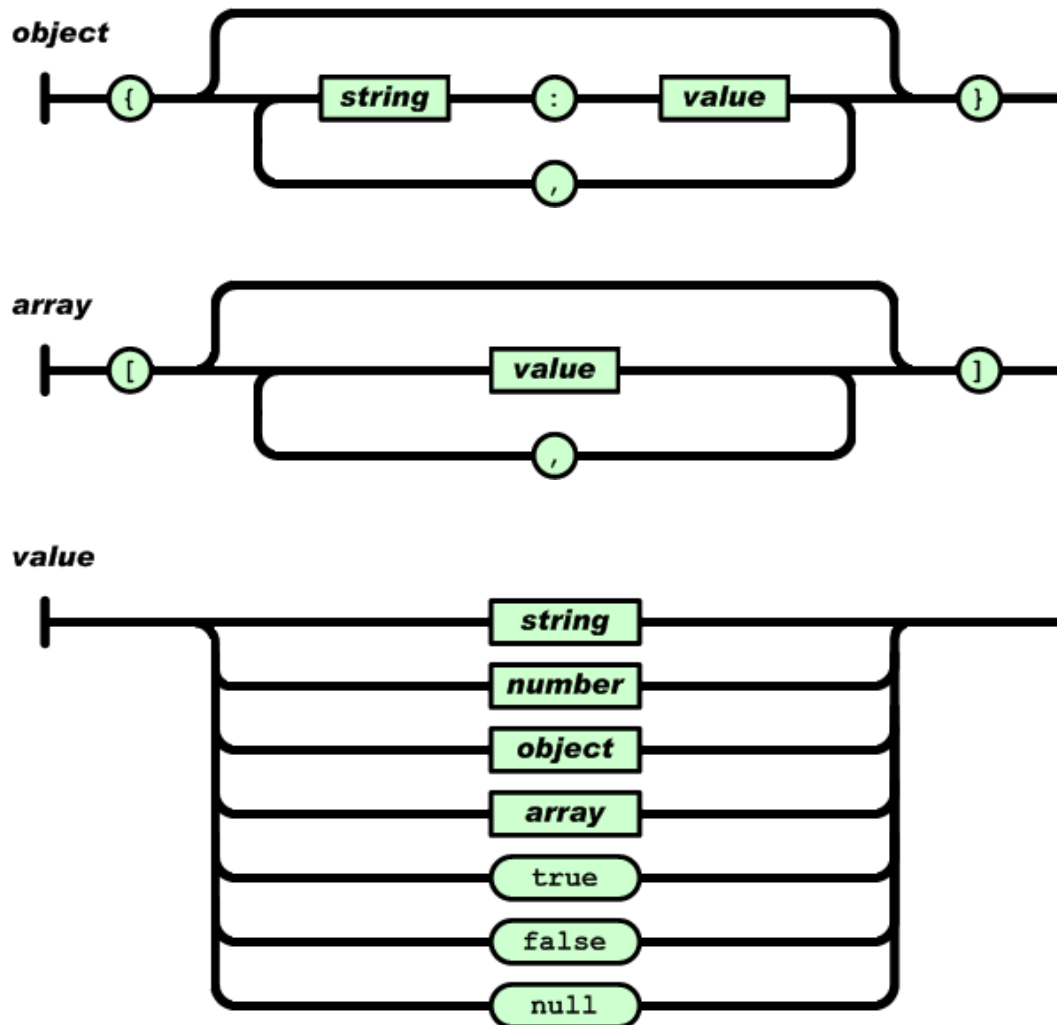 object
{ string : value }
,
array
[ value ]
,
value
string
number
object
array
true
false
null